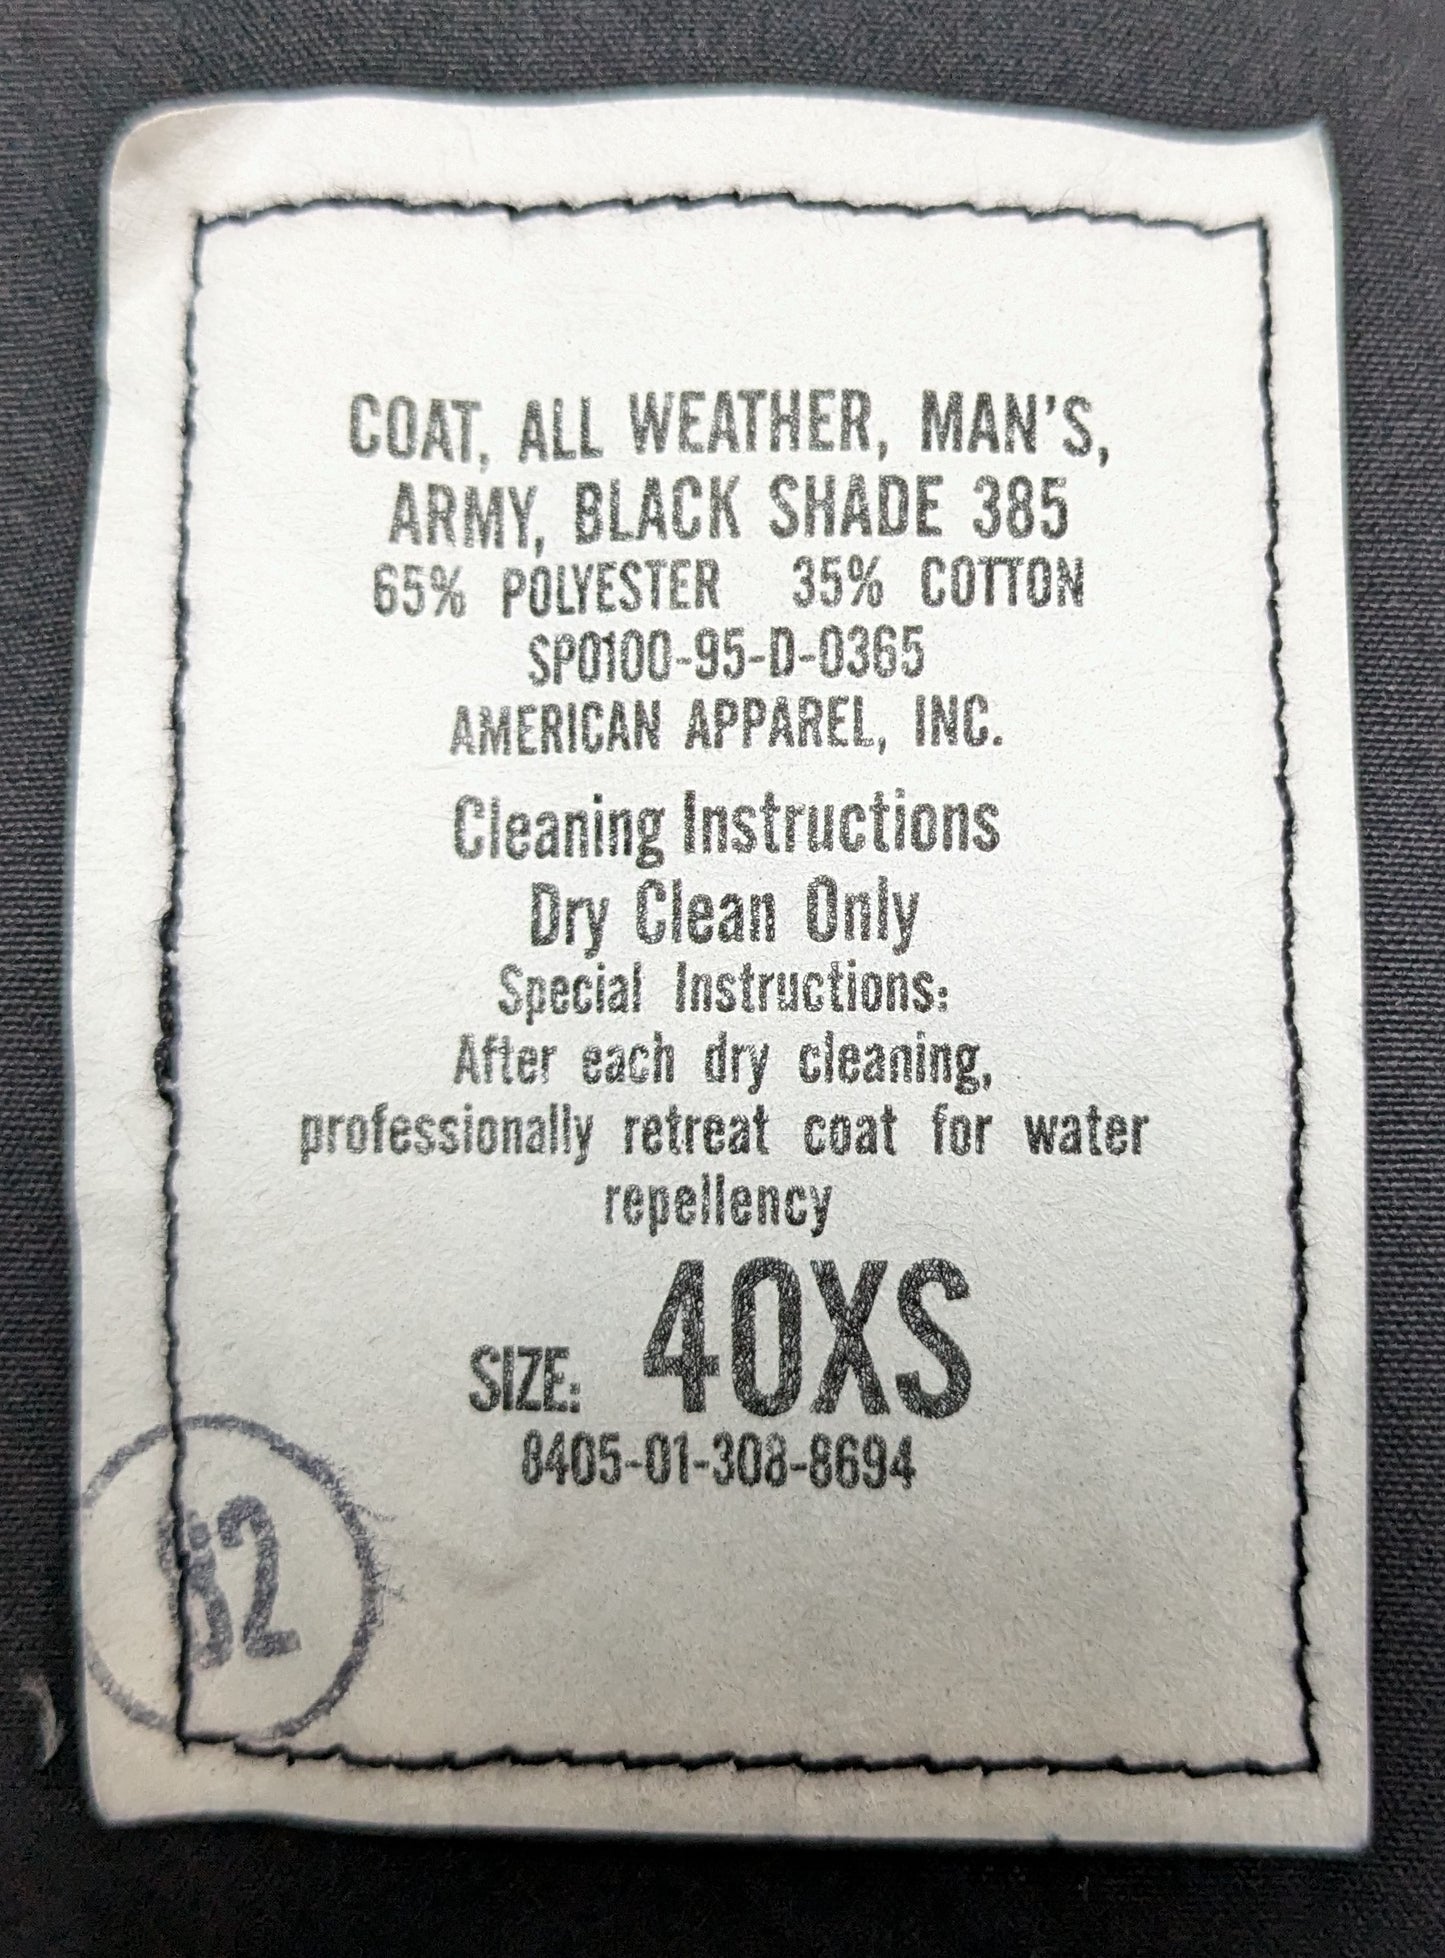 COAT, ALL WEATHER, MAN'S,
ARMY, BLACK SHADE 385
65% POLYESTER 35% COTTON
SP0100-95-D-0365
AMERICAN APPAREL, INC.
Cleaning Instructions
Dry Clean Only
Special Instructions:
After each dry cleaning,
professionally retreat coat for water
repellency
SIZE: 40XS
8405-01-308-8694